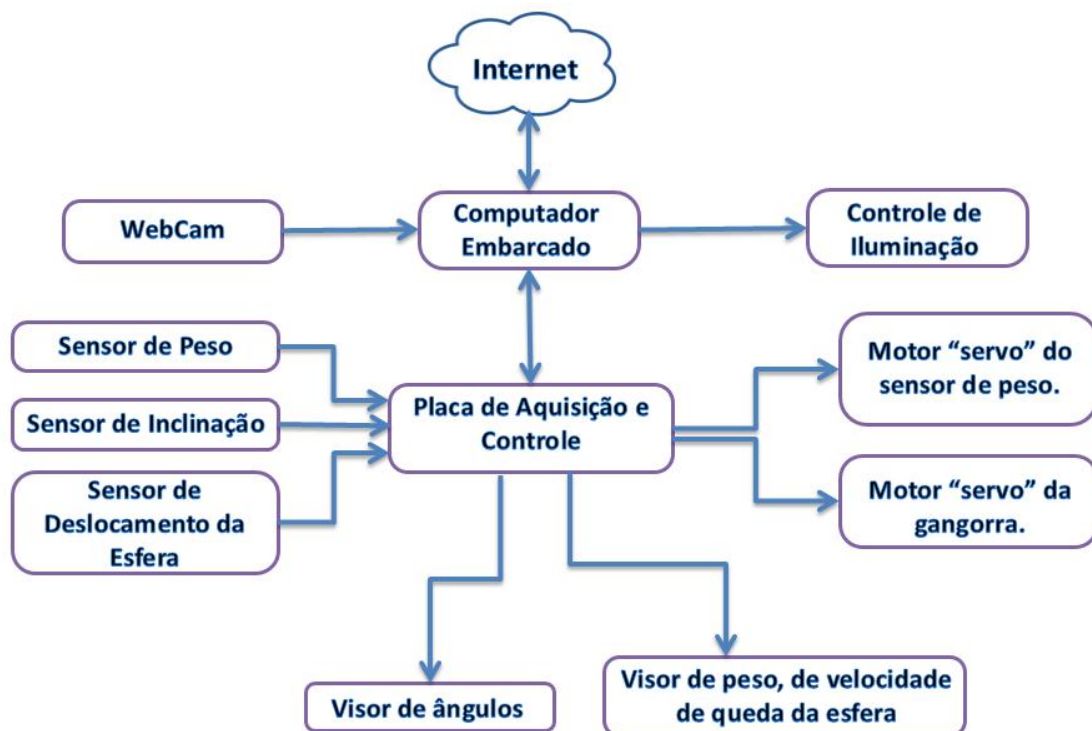 Internet
WebCam
Computador
Embarcado
Controle de
Iluminação
Sensor de Peso
Sensor de Inclinação
Sensor de
Deslocamento da
Esfera
Placa de Aquisição e
Controle
Motor “servo” do
sensor de peso.
Motor “servo” da
gangorra.
Visor de ângulos
Visor de peso, de velocidade
de queda da esfera